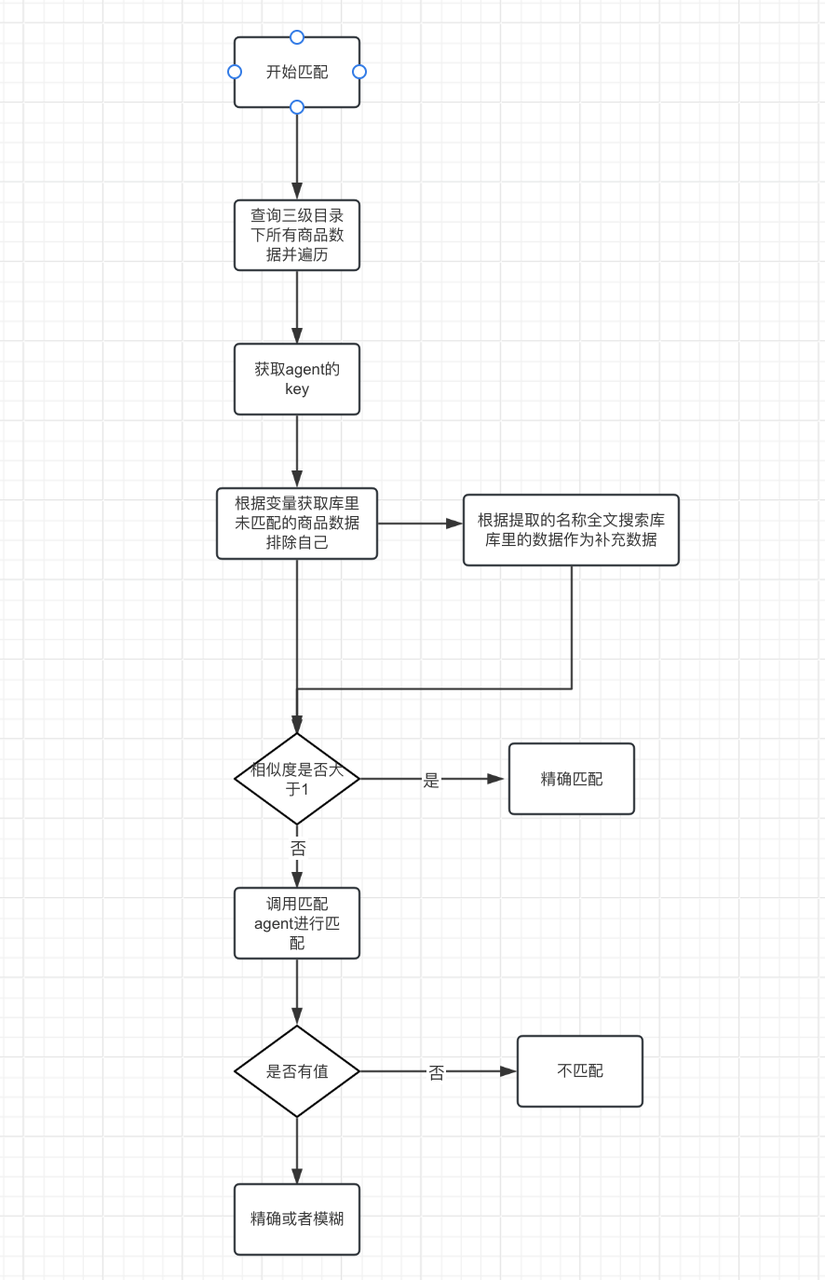 开始匹配
查询三级目录
下所有商品数
据并遍历
获取agent的
key
根据变量获取库里
未匹配的商品数据
排除自己
根据提取的名称全文搜索库
库里的数据作为补充数据
相似度是否大
于1
是
精确匹配
否
调用匹配
agent进行匹
配
是否有值
否
不匹配
精确或者模糊